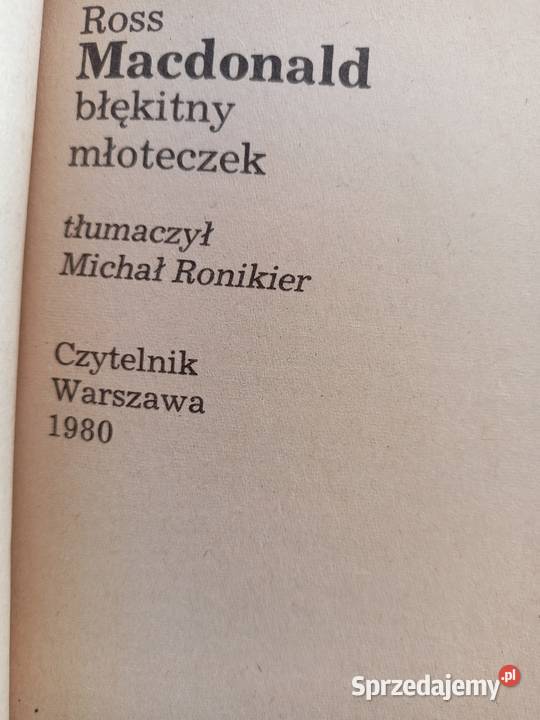 Ross
Macdonald
błękitny
młoteczek
tłumaczył
Michał Ronikier
Czytelnik
Warszawa
1980
Sprzedajemy.pl